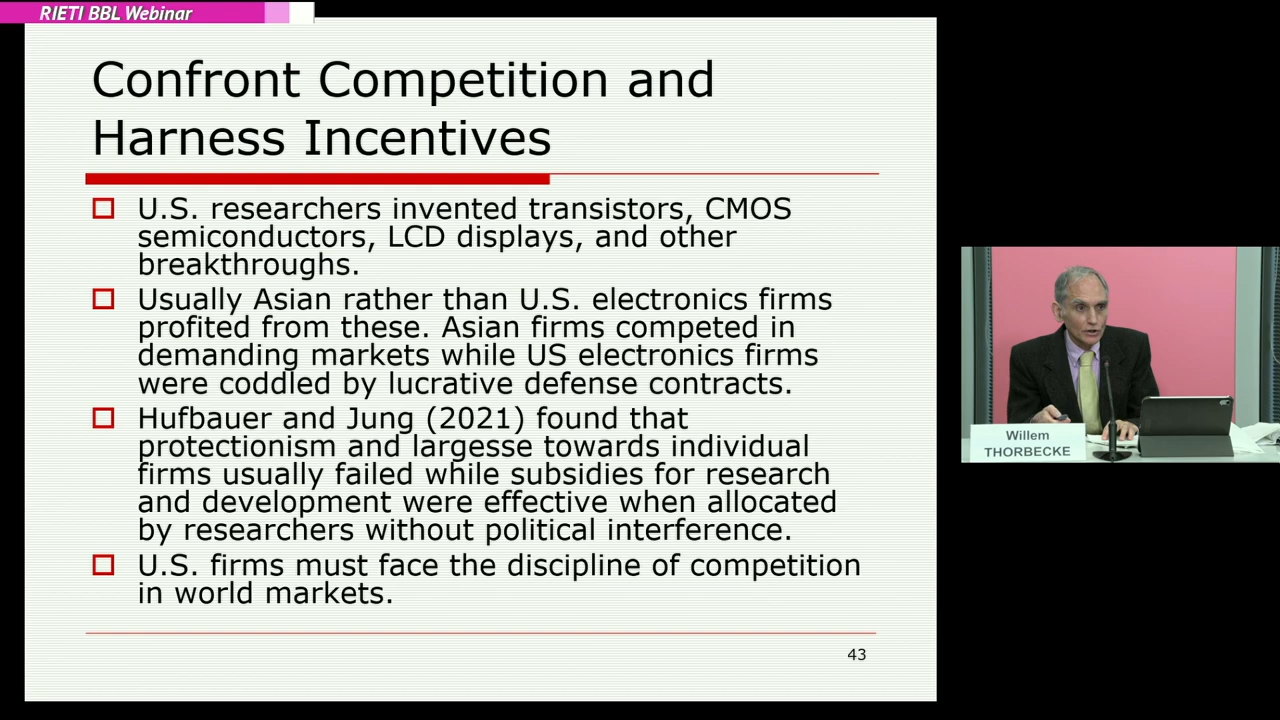 RIETI BBL Webinar
Confront Competition and
Harness Incentives
U.S. researchers invented transistors, CMOS
semiconductors, LCD displays, and other
breakthroughs.
Usually Asian rather than U.S. electronics firms
profited from these. Asian firms competed in
demanding markets while US electronics firms
were coddled by lucrative defense contracts.
Hufbauer and Jung (2021) found that
protectionism and largesse towards individual
firms usually failed while subsidies for research
and development were effective when allocated
by researchers without political interference.
U.S. firms must face the discipline of competition
in world markets.
43
Willem
THORBECKE